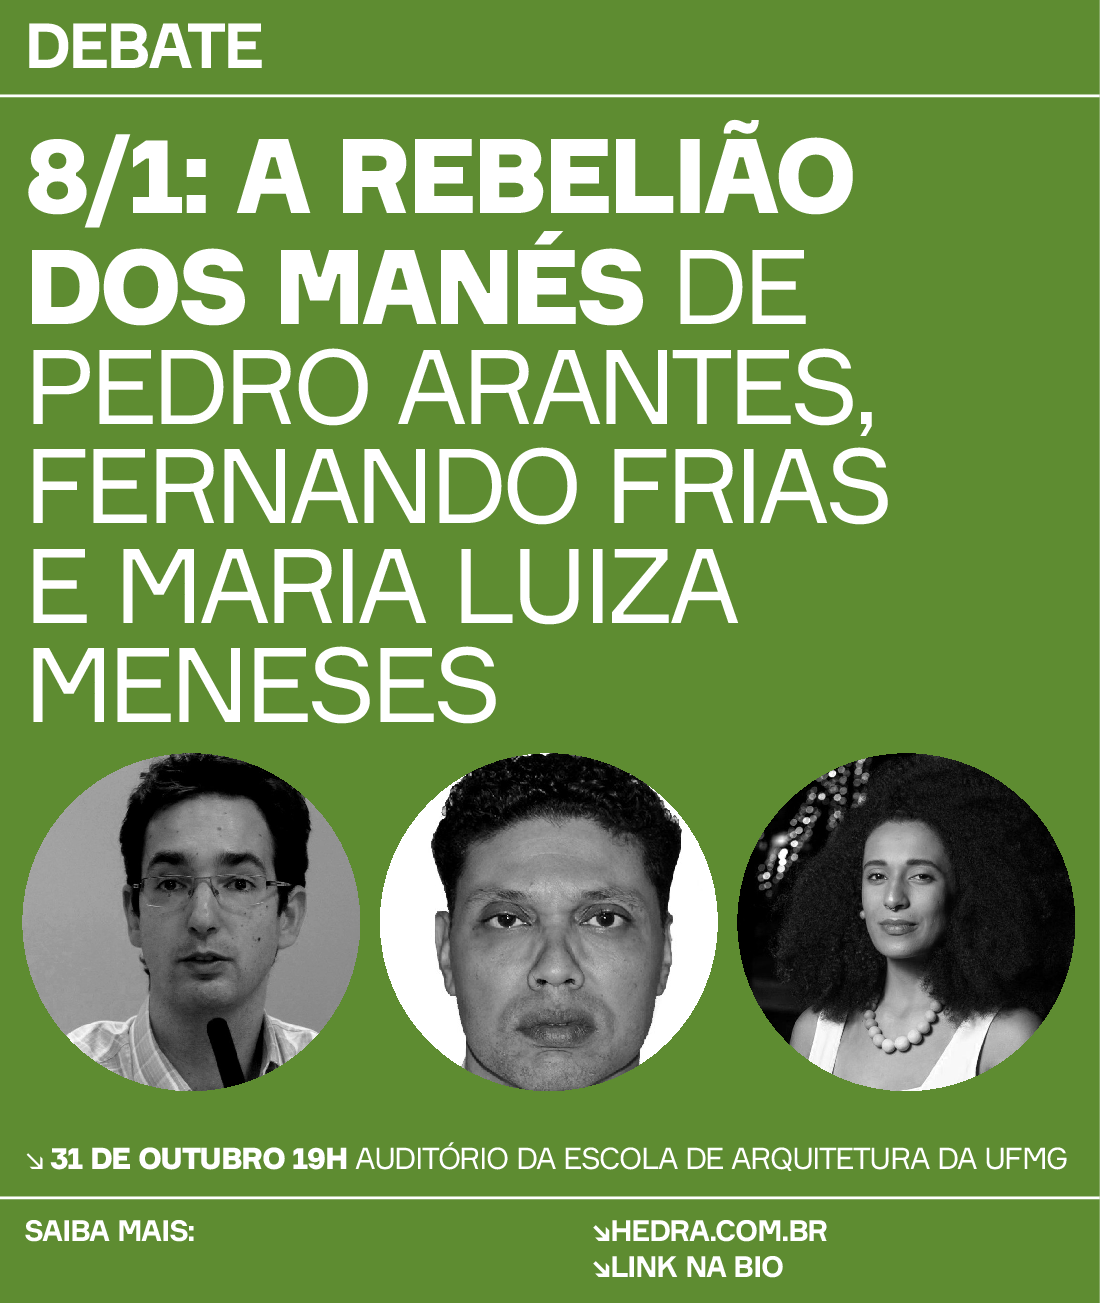 DEBATE
8/1: A REBELIÃO
DOS MANÉS DE
PEDRO ARANTES,
FERNANDO FRIAS
E MARIA LUIZA
MENESES
↘ 31 DE OUTUBRO 19H AUDITÓRIO DA ESCOLA DE ARQUITETURA DA UFMG
SAIBA MAIS:
↘HEDRA.COM.BR
↘LINK NA BIO